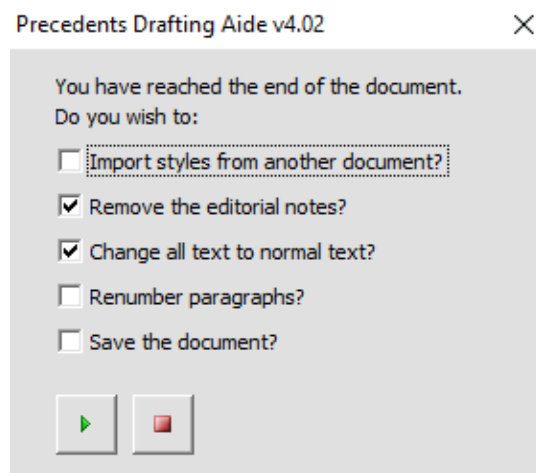 Precedents Drafting Aide v4.02
You have reached the end of the document.
Do you wish to:
Import styles from another document?
Remove the editorial notes?
Change all text to normal text?
Renumber paragraphs?
Save the document?